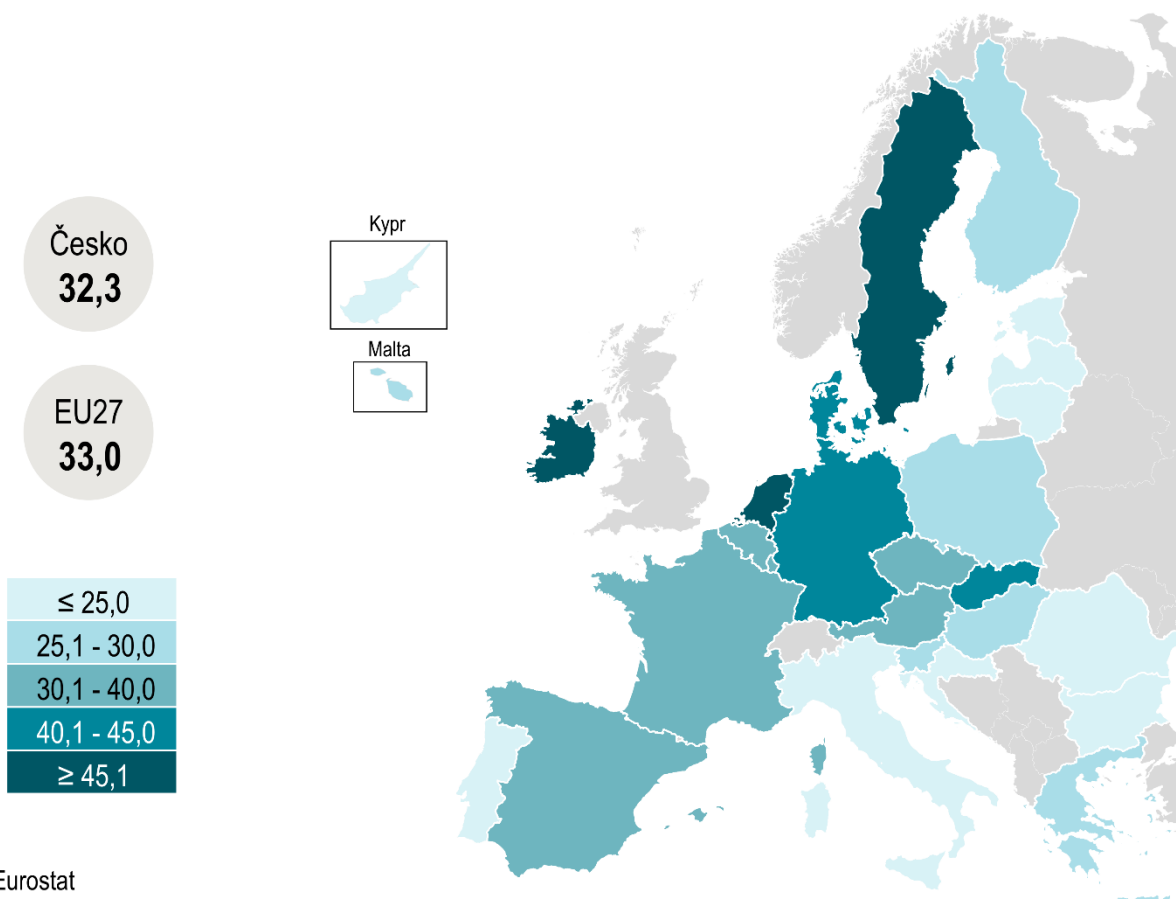 Kypr
Malta
Česko
32,3
EU27
33,0
≤ 25,0
25,1 - 30,0
30,1 - 40,0
40,1 - 45,0
≥ 45,1
Eurostat